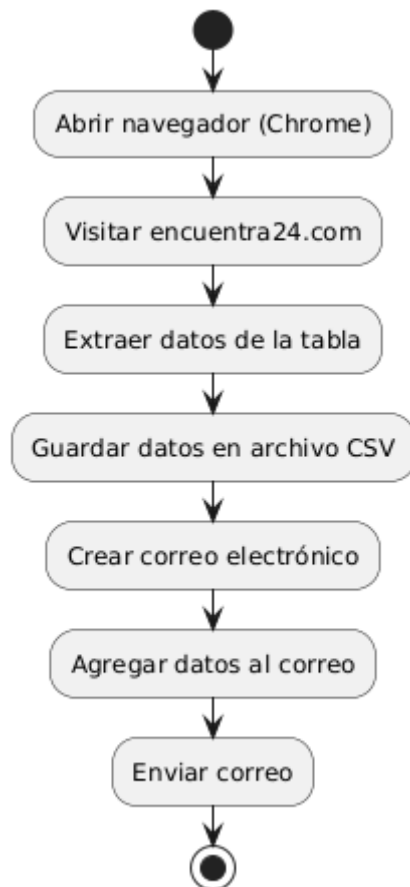 Abrir navegador (Chrome)
Visitar encuentra24.com
Extraer datos de la tabla
Guardar datos en archivo CSV
Crear correo electrónico
Agregar datos al correo
Enviar correo